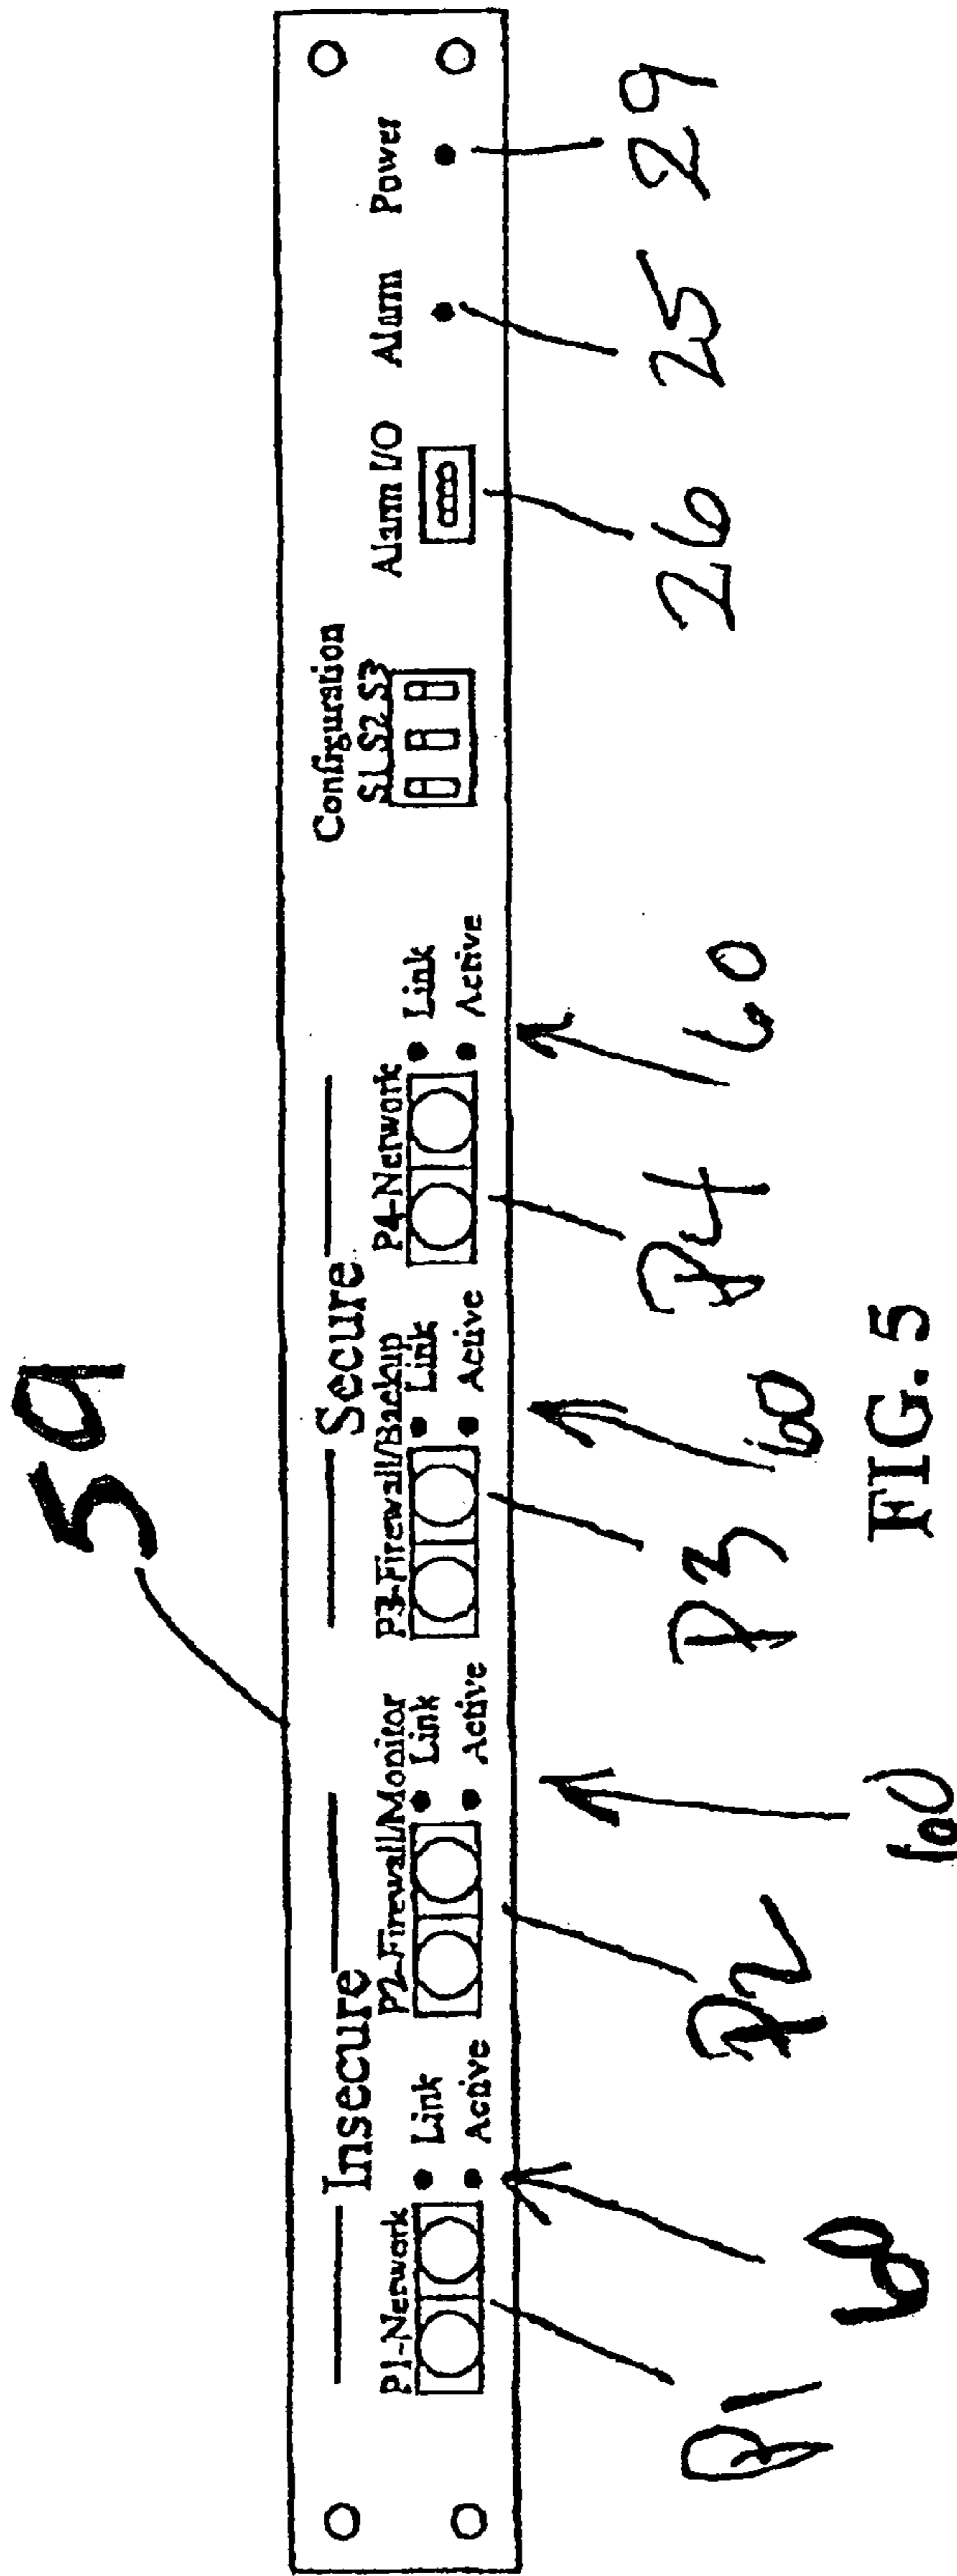 59
Insecure
Secure
Configuration
P1-Network
P2-Firewall/Monitor
P3-Firewall/Backup
P4-Network
S1 S2 S3
Alarm I/O
Alarm
Power
Link
Link
Link
Link
Active
Active
Active
Active
P1
60
P2
60
P3
60
P4
60
26
25
29
FIG. 5